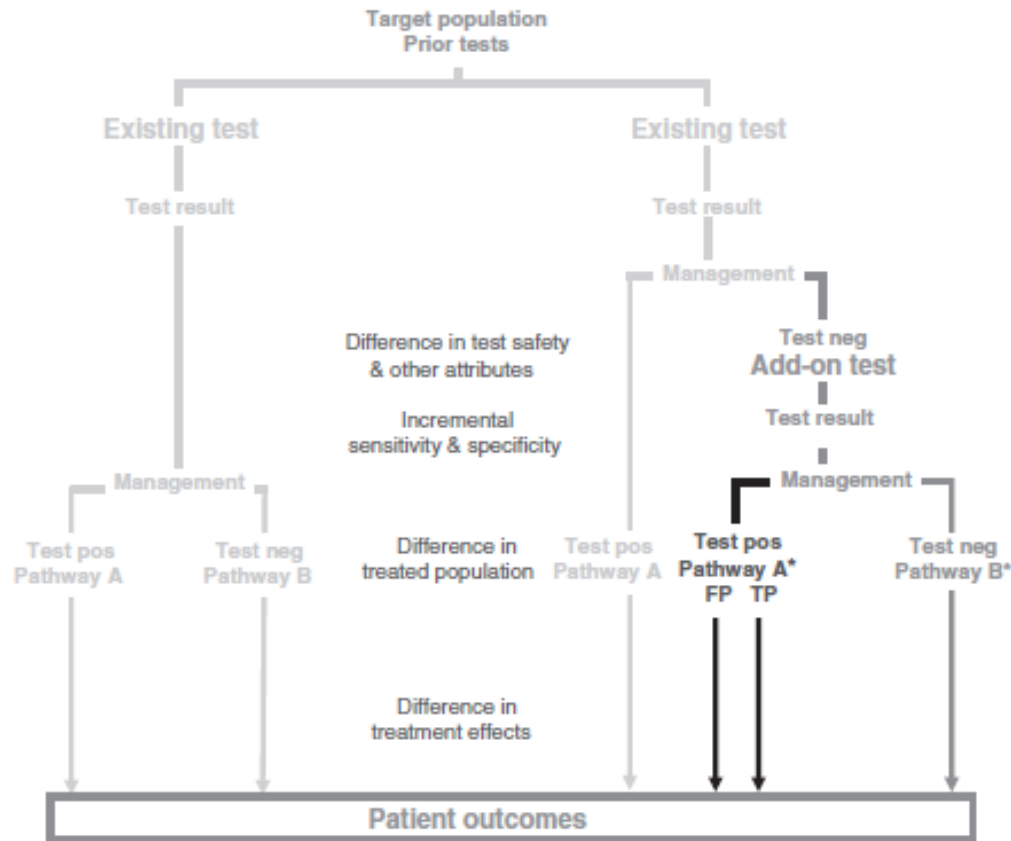 Target population
Prior tests
Existing test
Existing test
Test result
Test result
Management
Difference in test safety
& other attributes
Test neg
Add-on test
Incremental
sensitivity & specificity
Test result
Management
Management
Test pos
Pathway A
Test neg
Pathway B
Difference in
treated population
Test pos
Pathway A
Test pos
Pathway A*
FP TP
Test neg
Pathway B*
Difference in
treatment effects
Patient outcomes